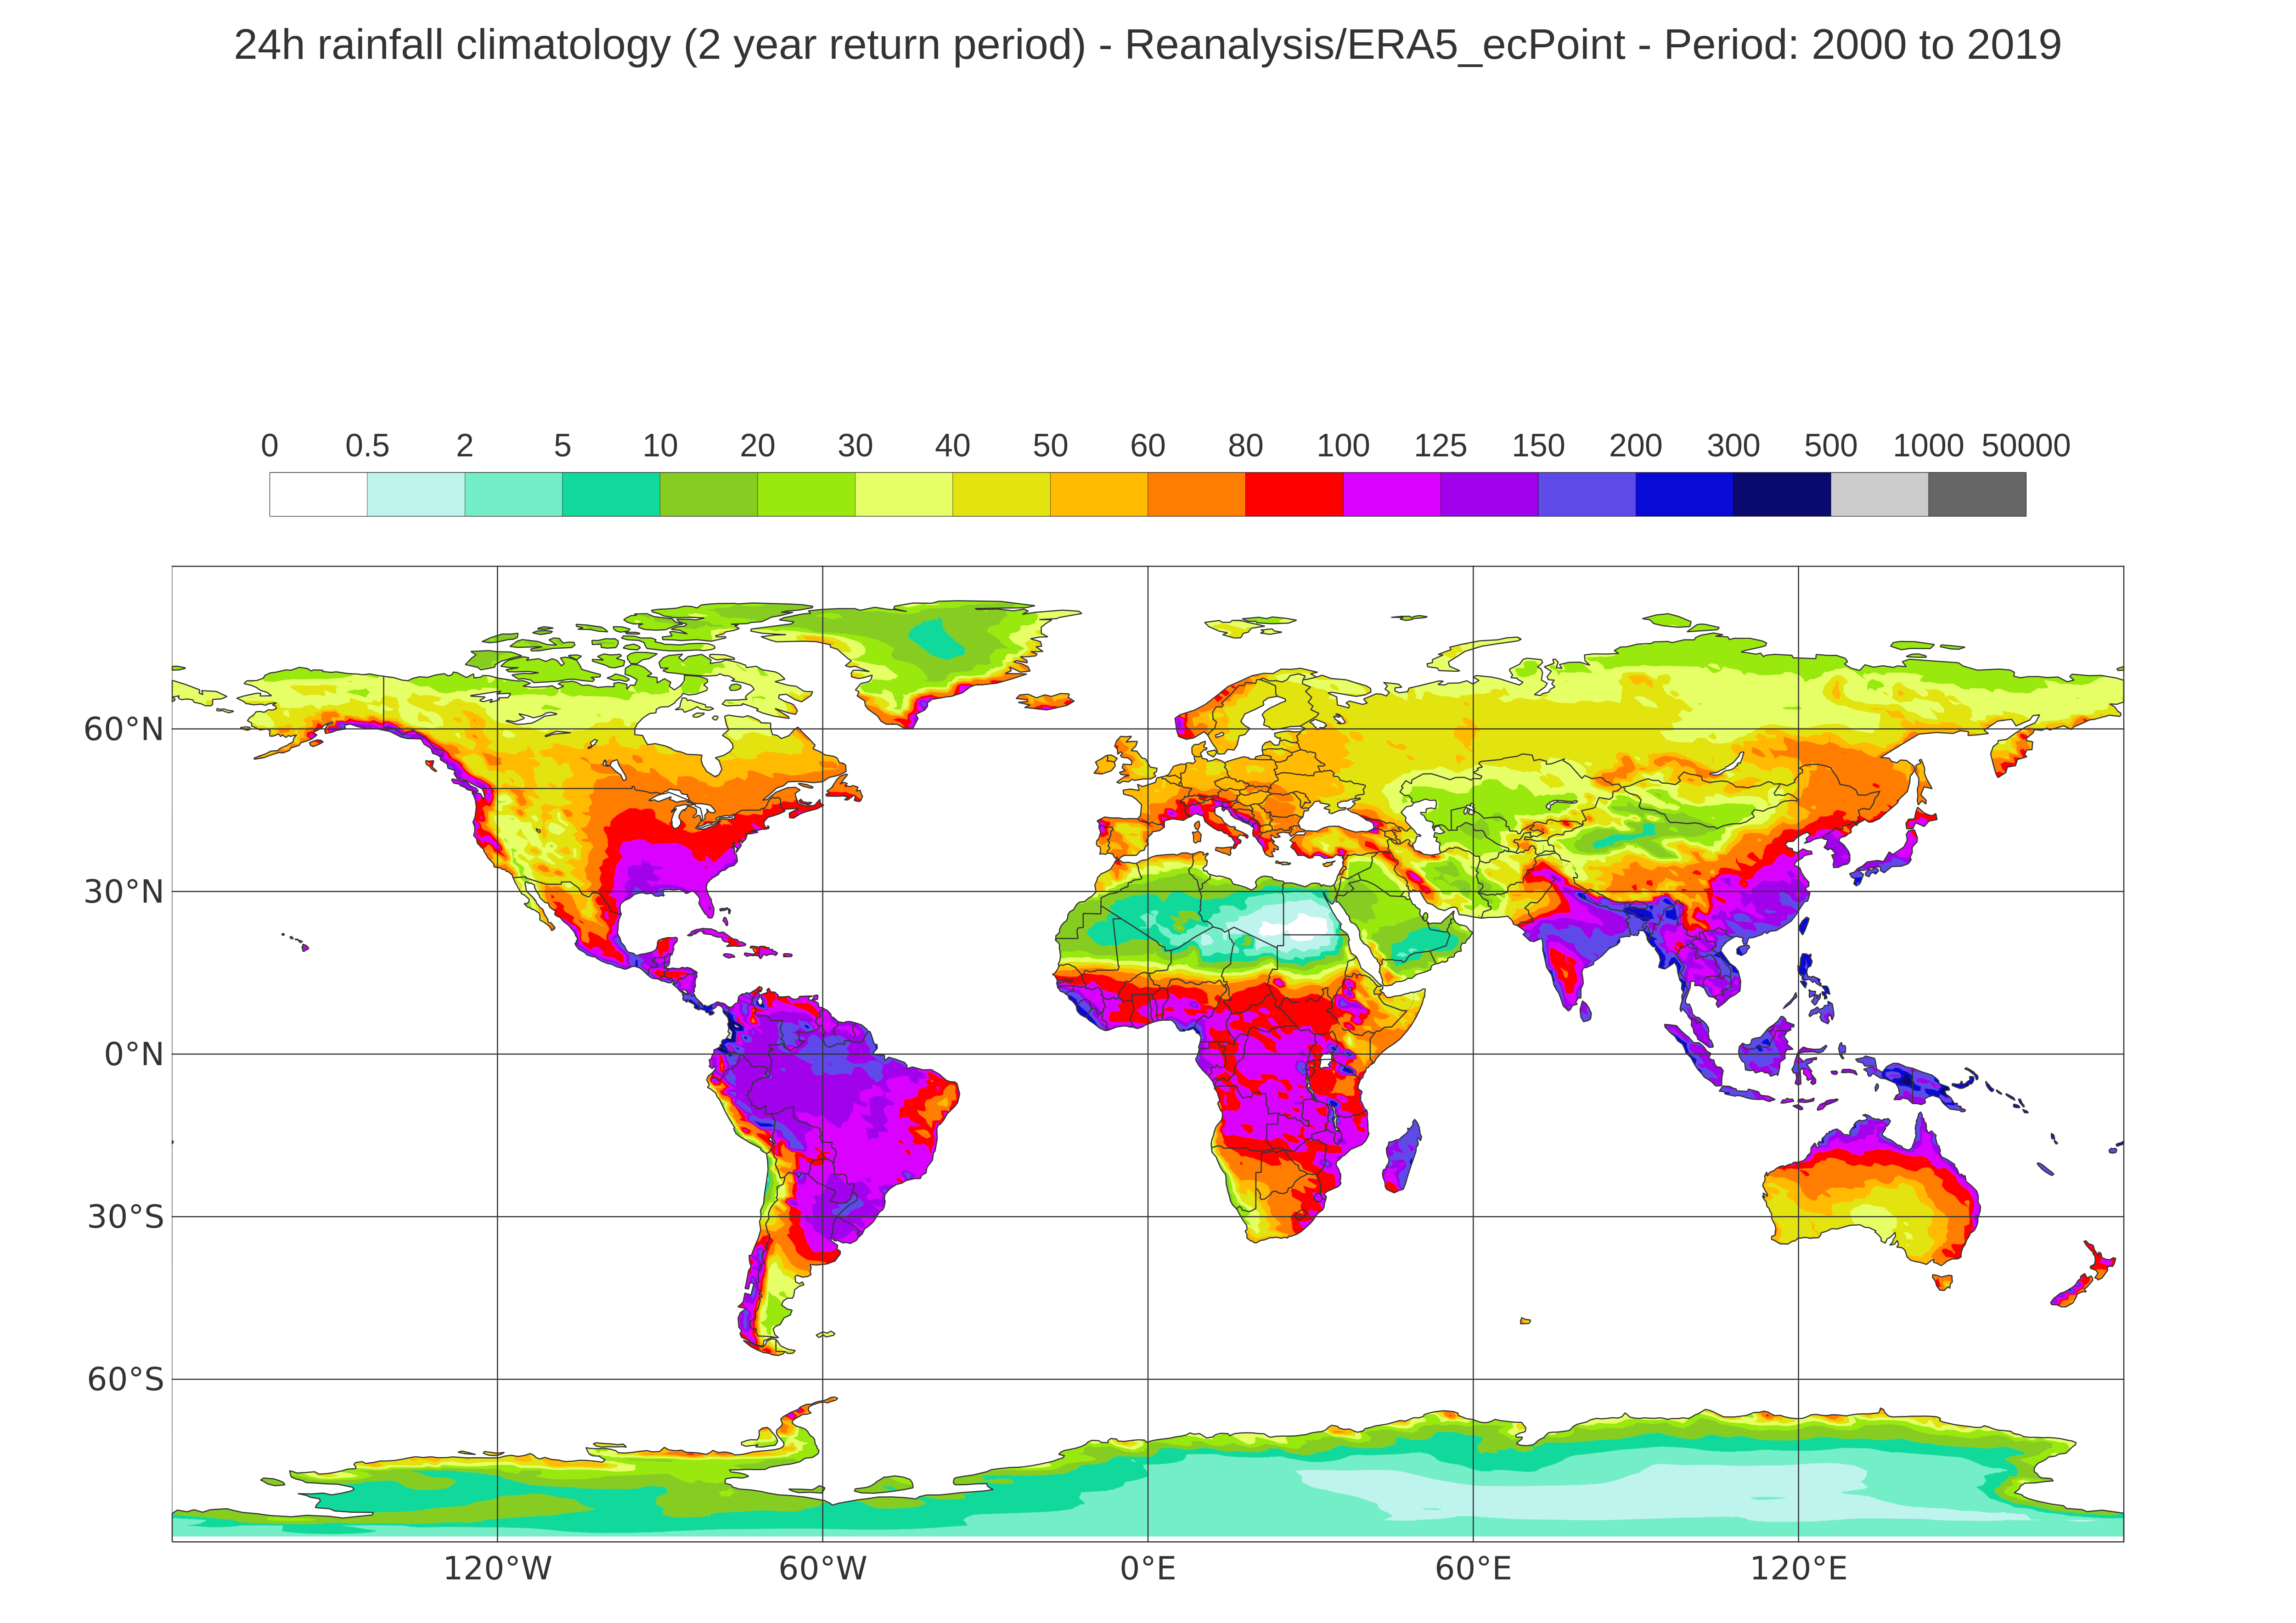 24h rainfall climatology (2 year return period) - Reanalysis/ERA5_ecPoint - Period: 2000 to 2019
0 0.5 2 5 10 20 30 40 50 60 80 100 125 150 200 300 500 1000 50000
60°N
30°N
0°N
30°S
60°S
120°W 60°W 0°E 60°E 120°E